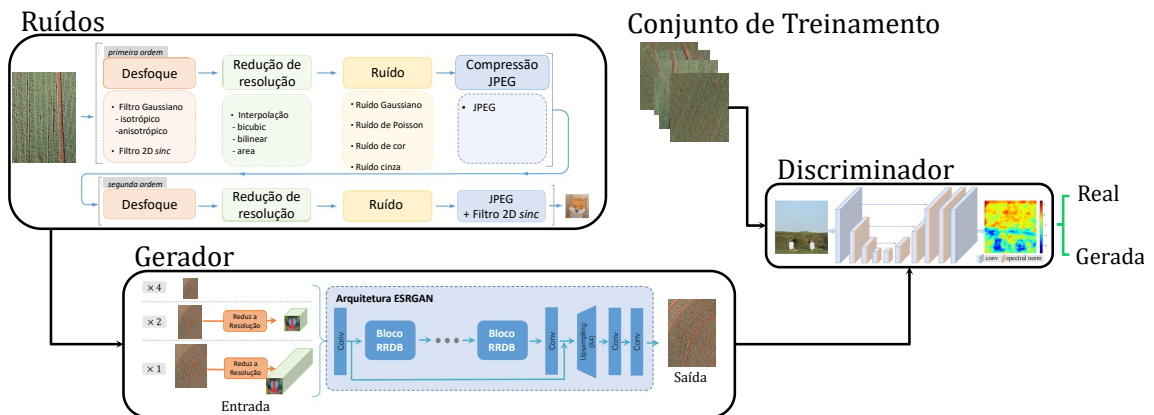 Ruídos
primeira ordem
Desfoque
Redução de
resolução
Ruído
Compressão
JPEG
• Filtro Gaussiano
- isotrópico
-anisotrópico
• Filtro 2D sinc
• Interpolação
- bicubic
- bilinear
- area
• Ruído Gaussiano
• Ruído de Poisson
• Ruído de cor
• Ruído cinza
• JPEG
segunda ordem
Desfoque
Redução de
resolução
Ruído
JPEG
+ Filtro 2D sinc
Conjunto de Treinamento
Discriminador
conv
spectral norm
Real
Gerada
Gerador
×4
×2
Reduz a
Resolução
×1
Reduz a
Resolução
Entrada
Arquitetura ESRGAN
Conv
Bloco
RRDB
Bloco
RRDB
Conv
Upsampling
(X4)
Conv
Conv
Saída